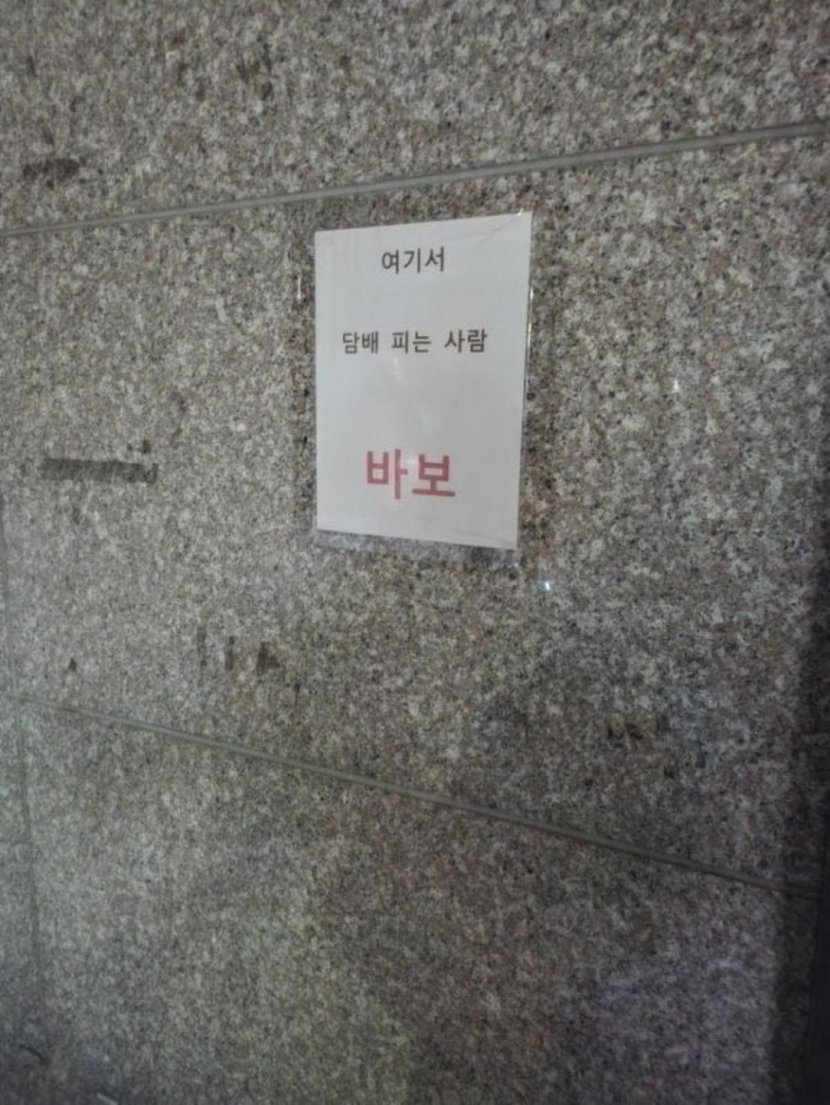 여기서
담배 피는 사람
바보